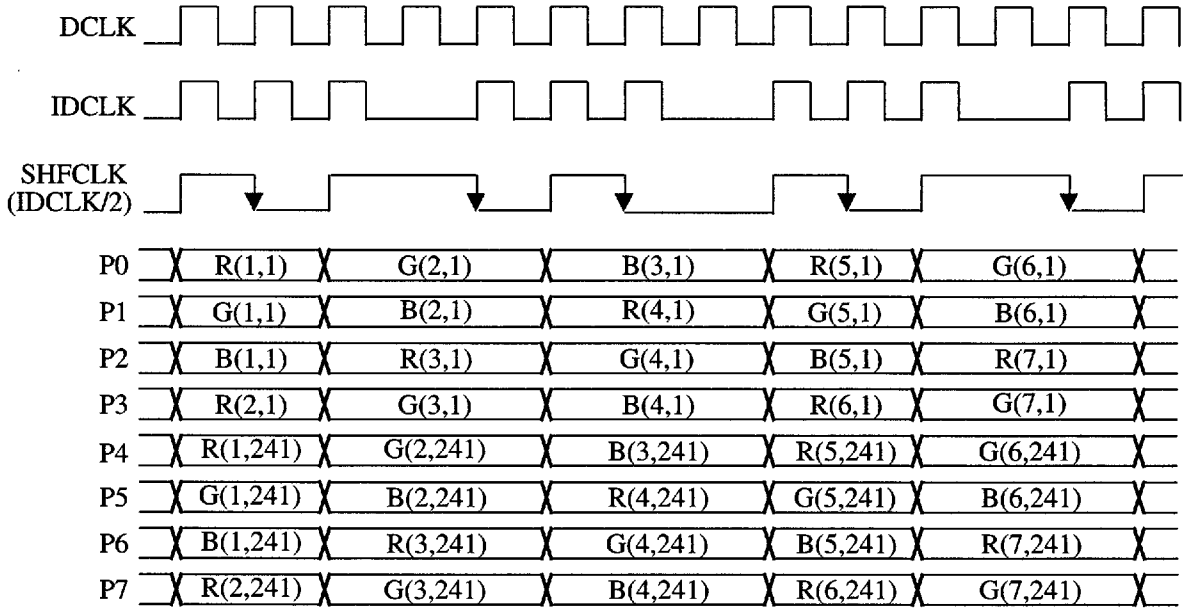 DCLK
IDCLK
SHFCLK
(IDCLK/2)
P0 R(1,1) G(2,1) B(3,1) R(5,1) G(6,1)
P1 G(1,1) B(2,1) R(4,1) G(5,1) B(6,1)
P2 B(1,1) R(3,1) G(4,1) B(5,1) R(7,1)
P3 R(2,1) G(3,1) B(4,1) R(6,1) G(7,1)
P4 R(1,241) G(2,241) B(3,241) R(5,241) G(6,241)
P5 G(1,241) B(2,241) R(4,241) G(5,241) B(6,241)
P6 B(1,241) R(3,241) G(4,241) B(5,241) R(7,241)
P7 R(2,241) G(3,241) B(4,241) R(6,241) G(7,241)